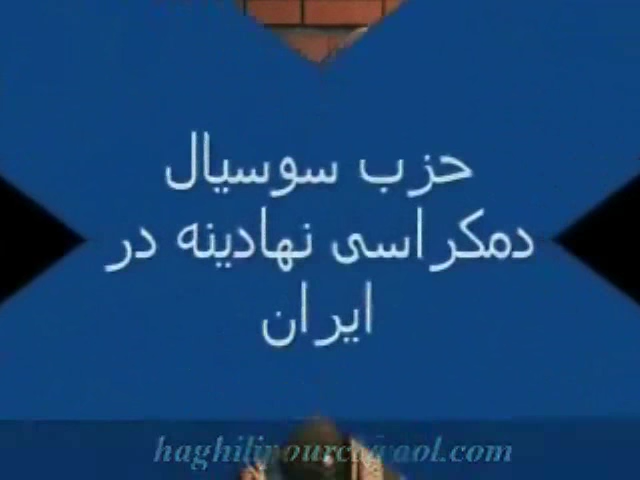 حزب سوسیال
دمکراسی نهادینه در
ایران